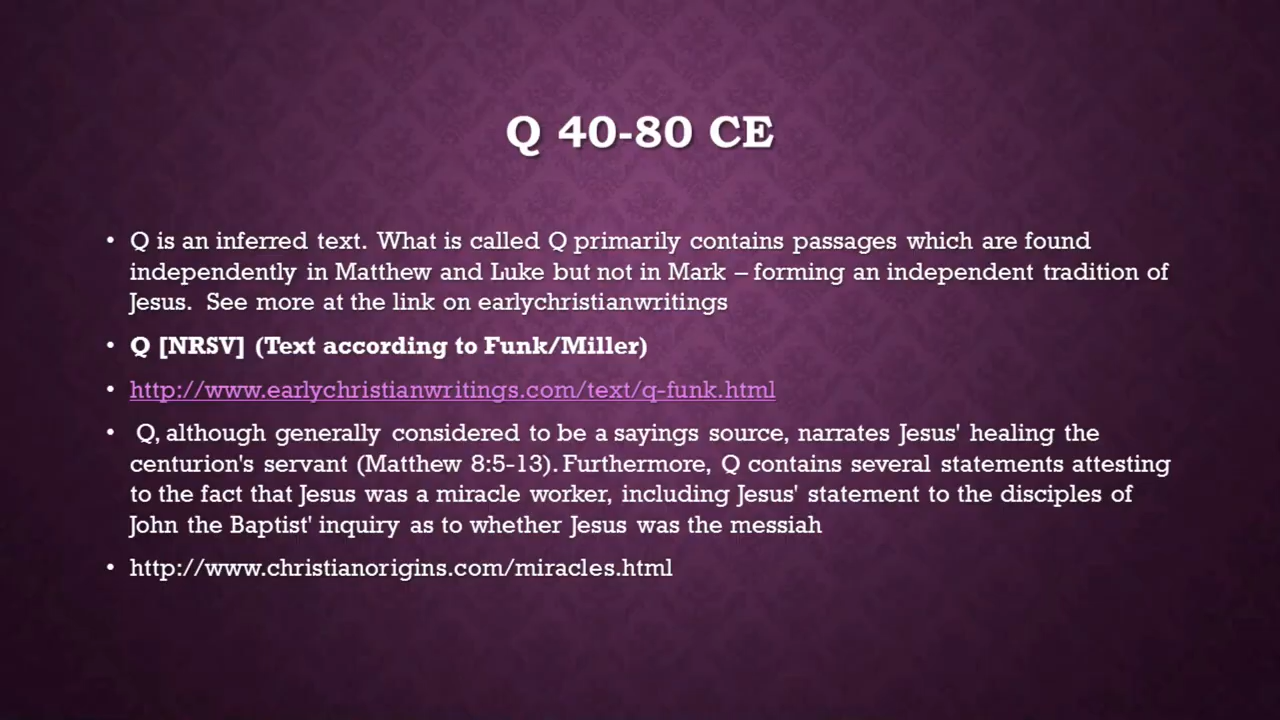 Q 40-80 CE
• Q is an inferred text. What is called Q primarily contains passages which are found
independently in Matthew and Luke but not in Mark – forming an independent tradition of
Jesus. See more at the link on earlychristianwritings
• Q [NRSV] (Text according to Funk/Miller)
• http://www.earlychristianwritings.com/text/q-funk.html
• Q, although generally considered to be a sayings source, narrates Jesus' healing the
centurion's servant (Matthew 8:5-13). Furthermore, Q contains several statements attesting
to the fact that Jesus was a miracle worker, including Jesus' statement to the disciples of
John the Baptist' inquiry as to whether Jesus was the messiah
• http://www.christianorigins.com/miracles.html